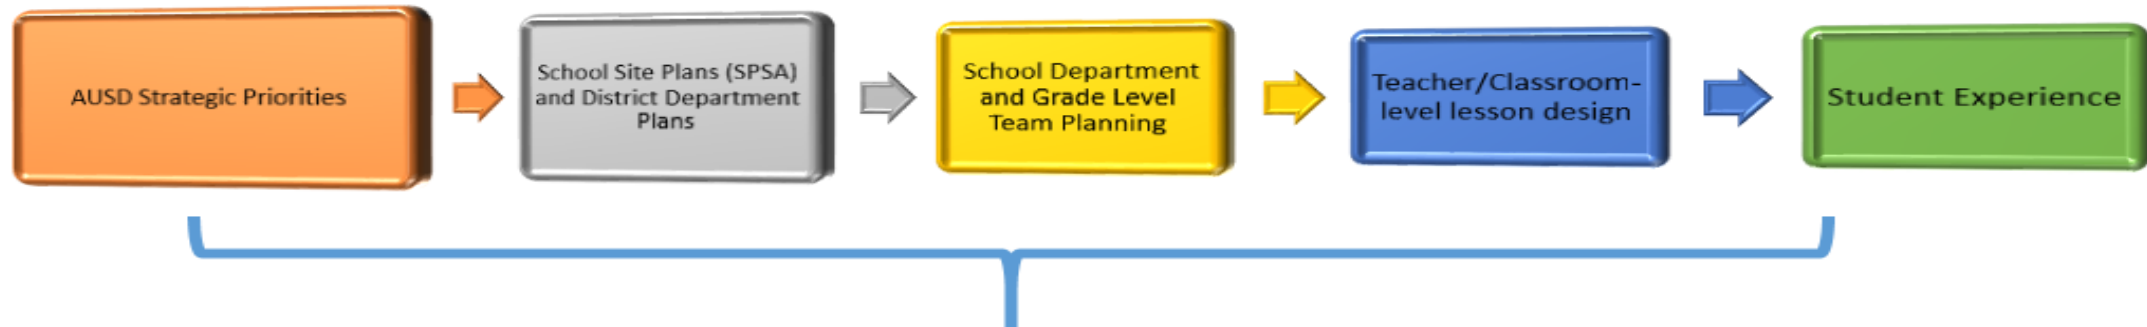 AUSD Strategic Priorities
School Site Plans (SPSA)
and District Department
Plans
School Department
and Grade Level
Team Planning
Teacher/Classroom-
level lesson design
Student Experience